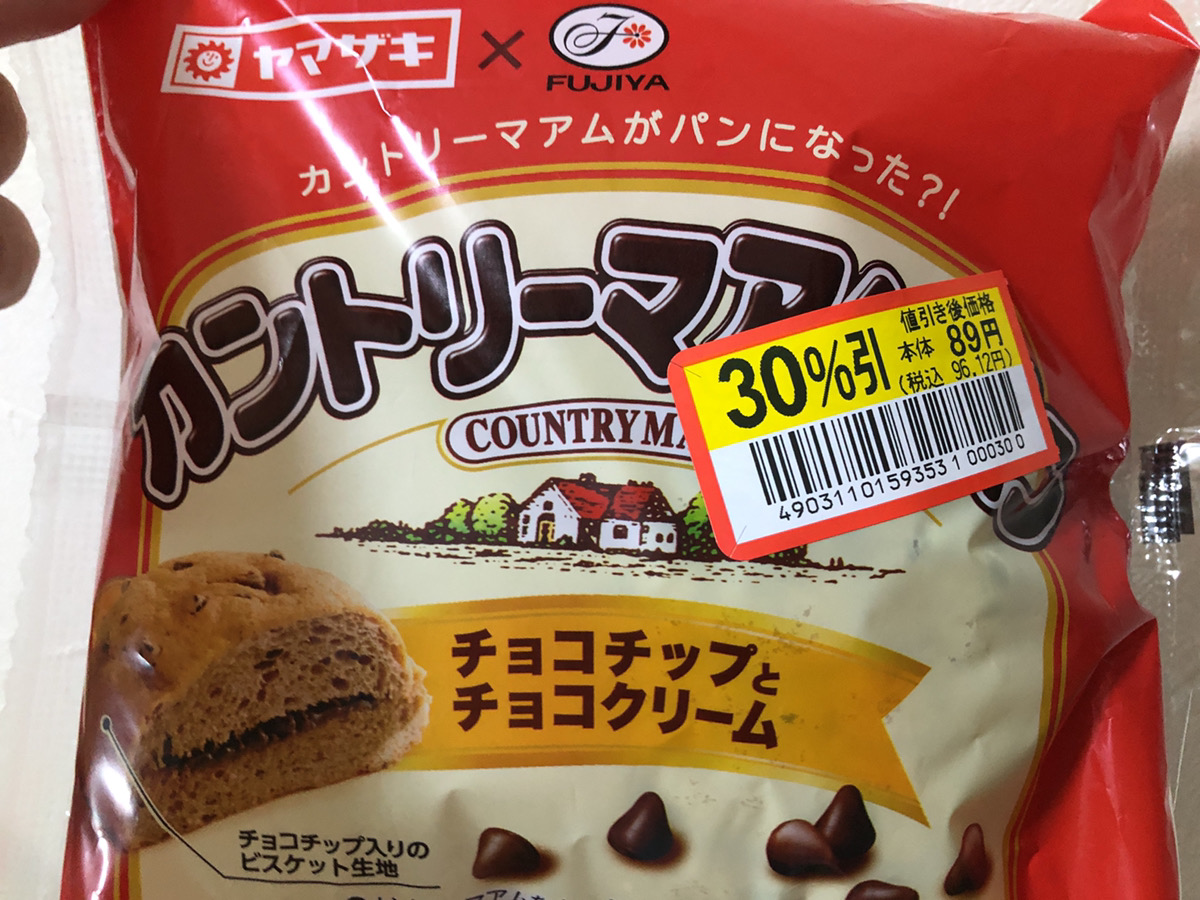 ヤマザキ × FUJIYA
カントリーマアムがパンになった?!
カントリーマア
COUNTRY
30%引
値引き後価格
本体 89円
(税込 96.12円)
4903110159353 1 00030 0
チョコチップと
チョコクリーム
チョコチップ入りの
ビスケット生地